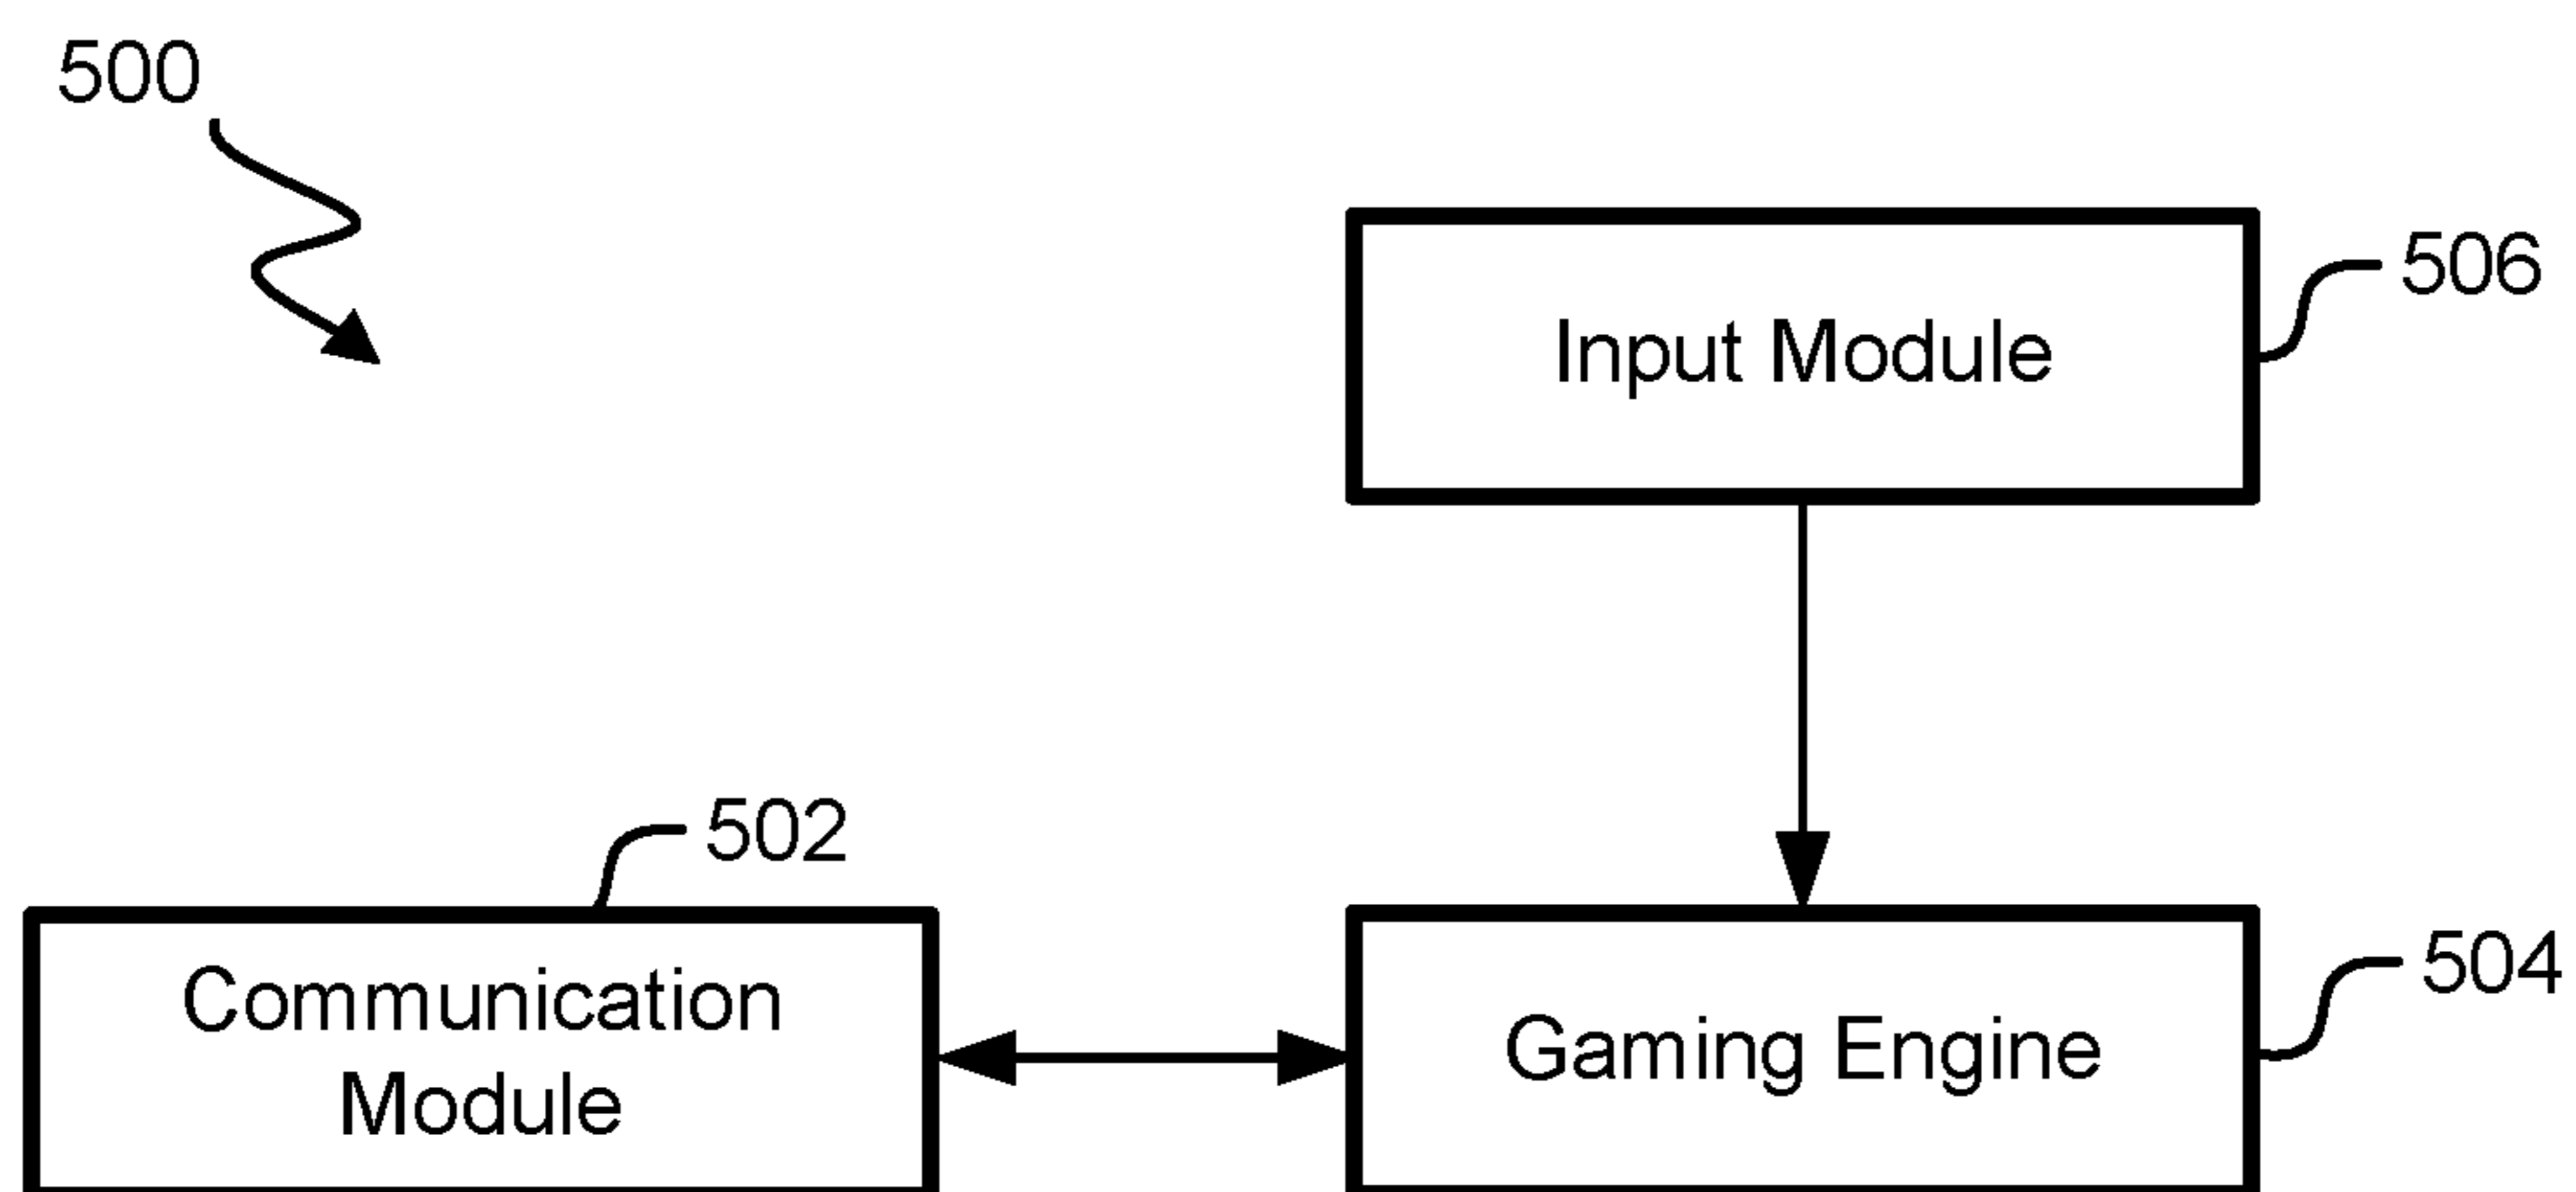 500
506
Input Module
502
504
Communication
Module
Gaming Engine